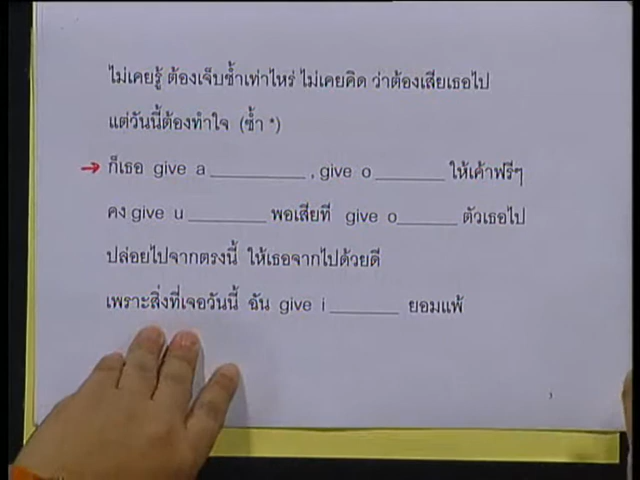 ไม่เคยรู้ ต้องเจ็บซ้ำเท่าไหร่ ไม่เคยคิด ว่าต้องเสียเธอไป
แต่วันนี้ต้องทำใจ (ซ้ำ *)
→ ก็เธอ give a__________ , give o________ ให้เค้าฟรีๆ
คง give u_________ พอเสียที give o_______ ตัวเธอไป
ปล่อยไปจากตรงนี้ ให้เธอจากไปด้วยดี
เพราะสิ่งที่เจอวันนี้ ฉัน give i________ ยอมแพ้